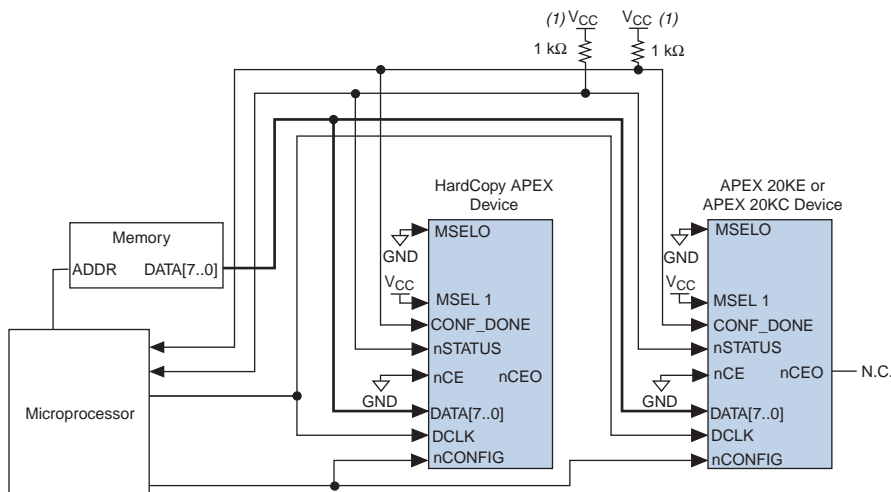 (1) VCC VCC (1)
1 kΩ 1 kΩ
HardCopy APEX
Device
APEX 20KE or
APEX 20KC Device
Memory
ADDR DATA[7..0]
Microprocessor
MSELO
GND
VCC
MSEL 1
CONF_DONE
nSTATUS
nCE nCEO
GND
DATA[7..0]
DCLK
nCONFIG
MSELO
GND
VCC
MSEL 1
CONF_DONE
nSTATUS
nCE nCEO N.C.
GND
DATA[7..0]
DCLK
nCONFIG